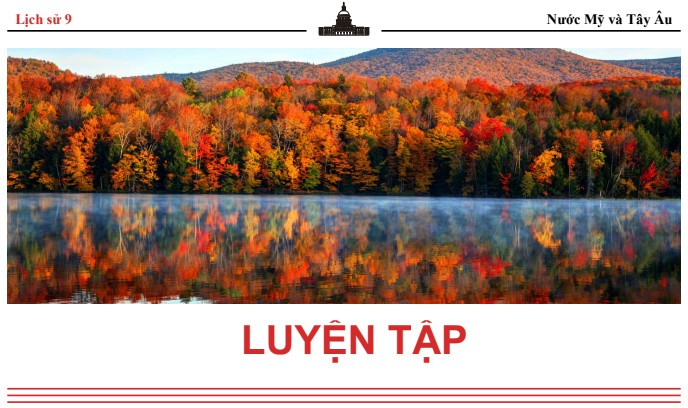 Lịch sử 9
Nước Mỹ và Tây Âu
LUYỆN TẬP